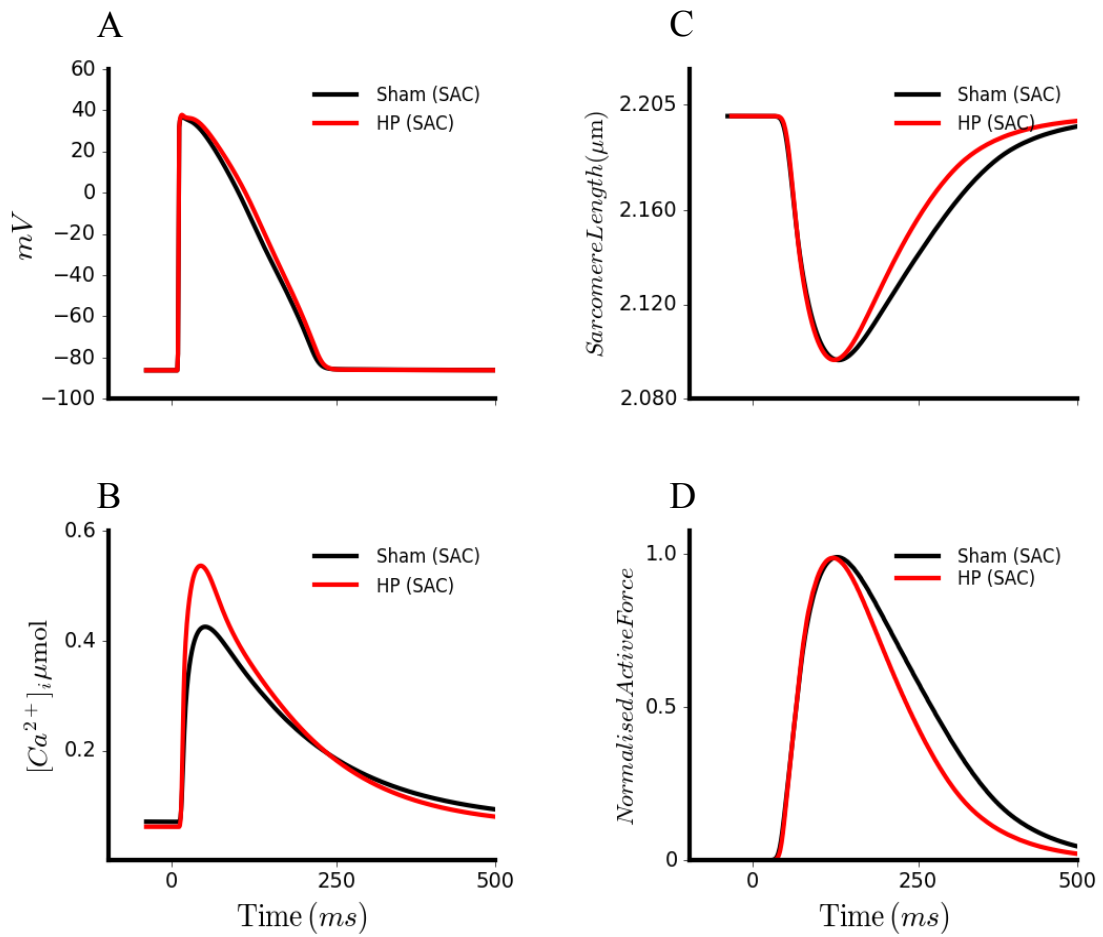 A
60
40
20
0
−20
−40
−60
−80
−100
mV
Sham (SAC)
HP (SAC)
C
2.205
2.160
2.120
2.080
SarcomereLength(μm)
Sham (SAC)
HP (SAC)
B
0.6
0.4
0.2
[Ca²⁺]ᵢμmol
Sham (SAC)
HP (SAC)
0
250
500
Time (ms)
D
1.0
0.5
0
NormalisedActiveForce
Sham (SAC)
HP (SAC)
0
250
500
Time (ms)